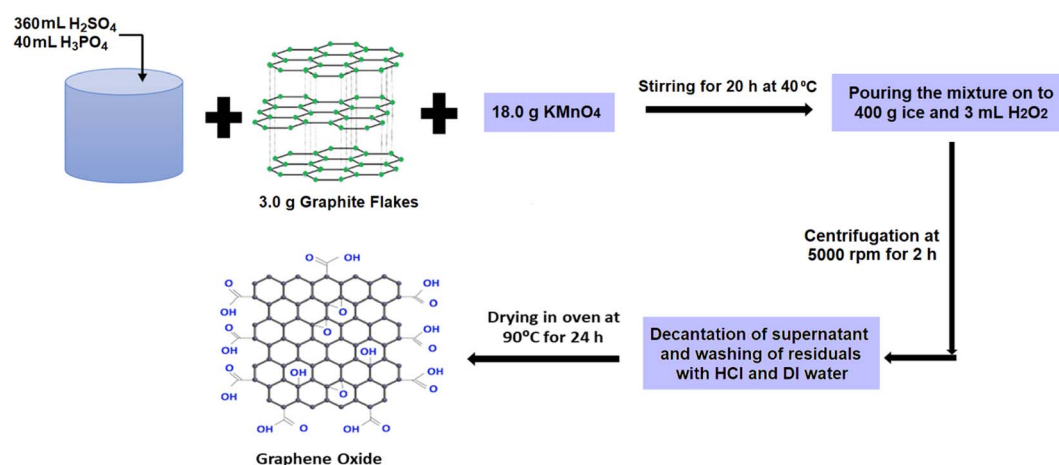 360mL H₂SO₄
40mL H₃PO₄
3.0 g Graphite Flakes
18.0 g KMnO₄
Stirring for 20 h at 40 ºC
Pouring the mixture on to
400 g ice and 3 mL H₂O₂
Centrifugation at
5000 rpm for 2 h
Decantation of supernatant
and washing of residuals
with HCl and DI water
Drying in oven at
90ºC for 24 h
O
OH
O
OH
OH
O
O
OH
OH
O
O
O
O
OH
O
OH
OH
O
OH
OH
O
O
OH
OH
O
OH
O
O
OH
Graphene Oxide